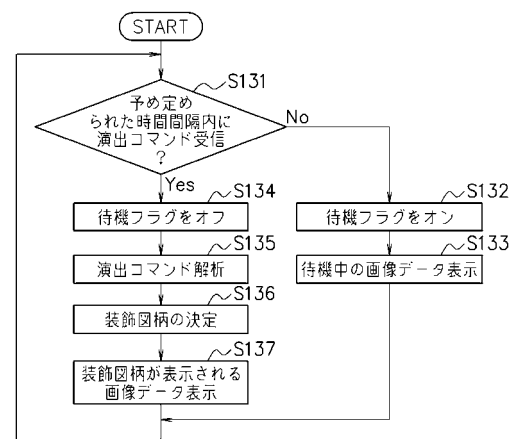 START
S131
予め定め
られた時間間隔内に
演出コマンド受信
?
No
Yes
S134
待機フラグをオフ
S132
待機フラグをオン
S135
演出コマンド解析
S133
待機中の画像データ表示
S136
装飾図柄の決定
S137
装飾図柄が表示される
画像データ表示